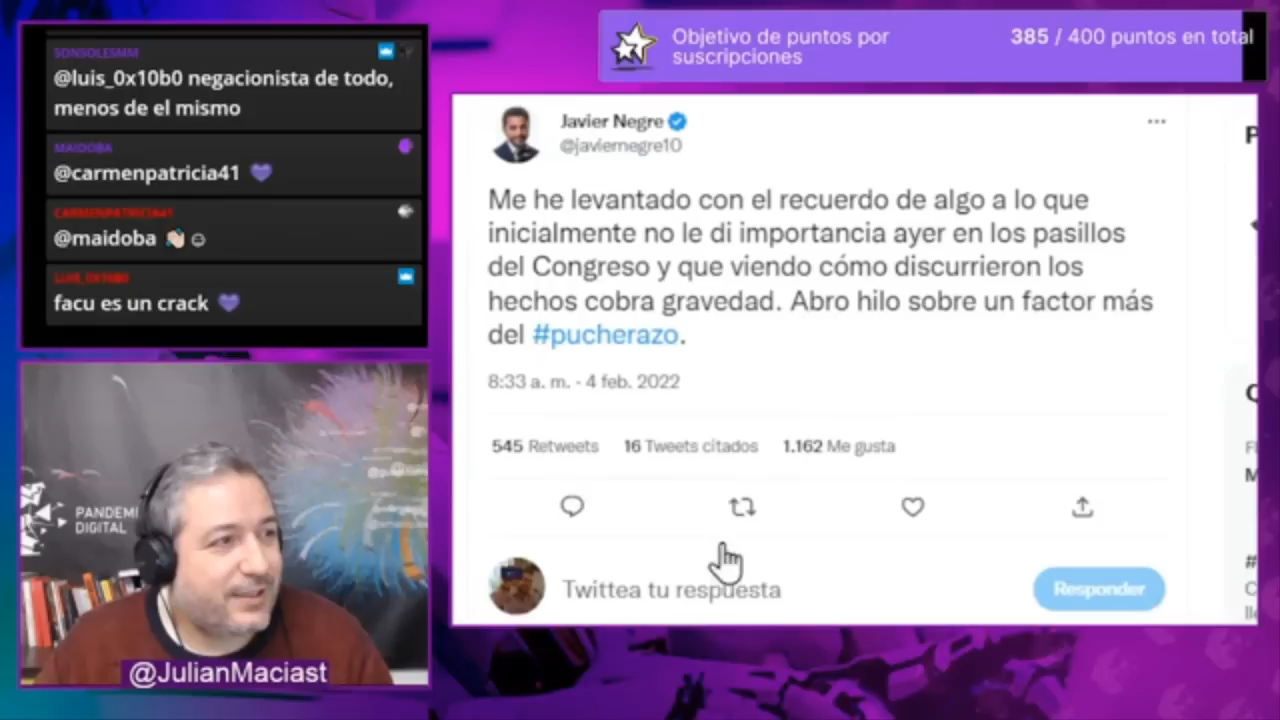 SONSOLESMM
@luis_0x10b0 negacionista de todo,
menos de el mismo
MAIDOBA
@carmenpatricia41
CARMENPATRICIA41
@maidoba
LUIS_0X10B0
facu es un crack
Objetivo de puntos por
suscripciones
385 / 400 puntos en total
Javier Negre
@javiernegre10
Me he levantado con el recuerdo de algo a lo que
inicialmente no le di importancia ayer en los pasillos
del Congreso y que viendo cómo discurrieron los
hechos cobra gravedad. Abro hilo sobre un factor más
del #pucherazo.
8:33 a. m. · 4 feb. 2022
545 Retweets 16 Tweets citados 1.162 Me gusta
Twittea tu respuesta
Responder
PANDEMI
DIGITAL
@JulianMaciast